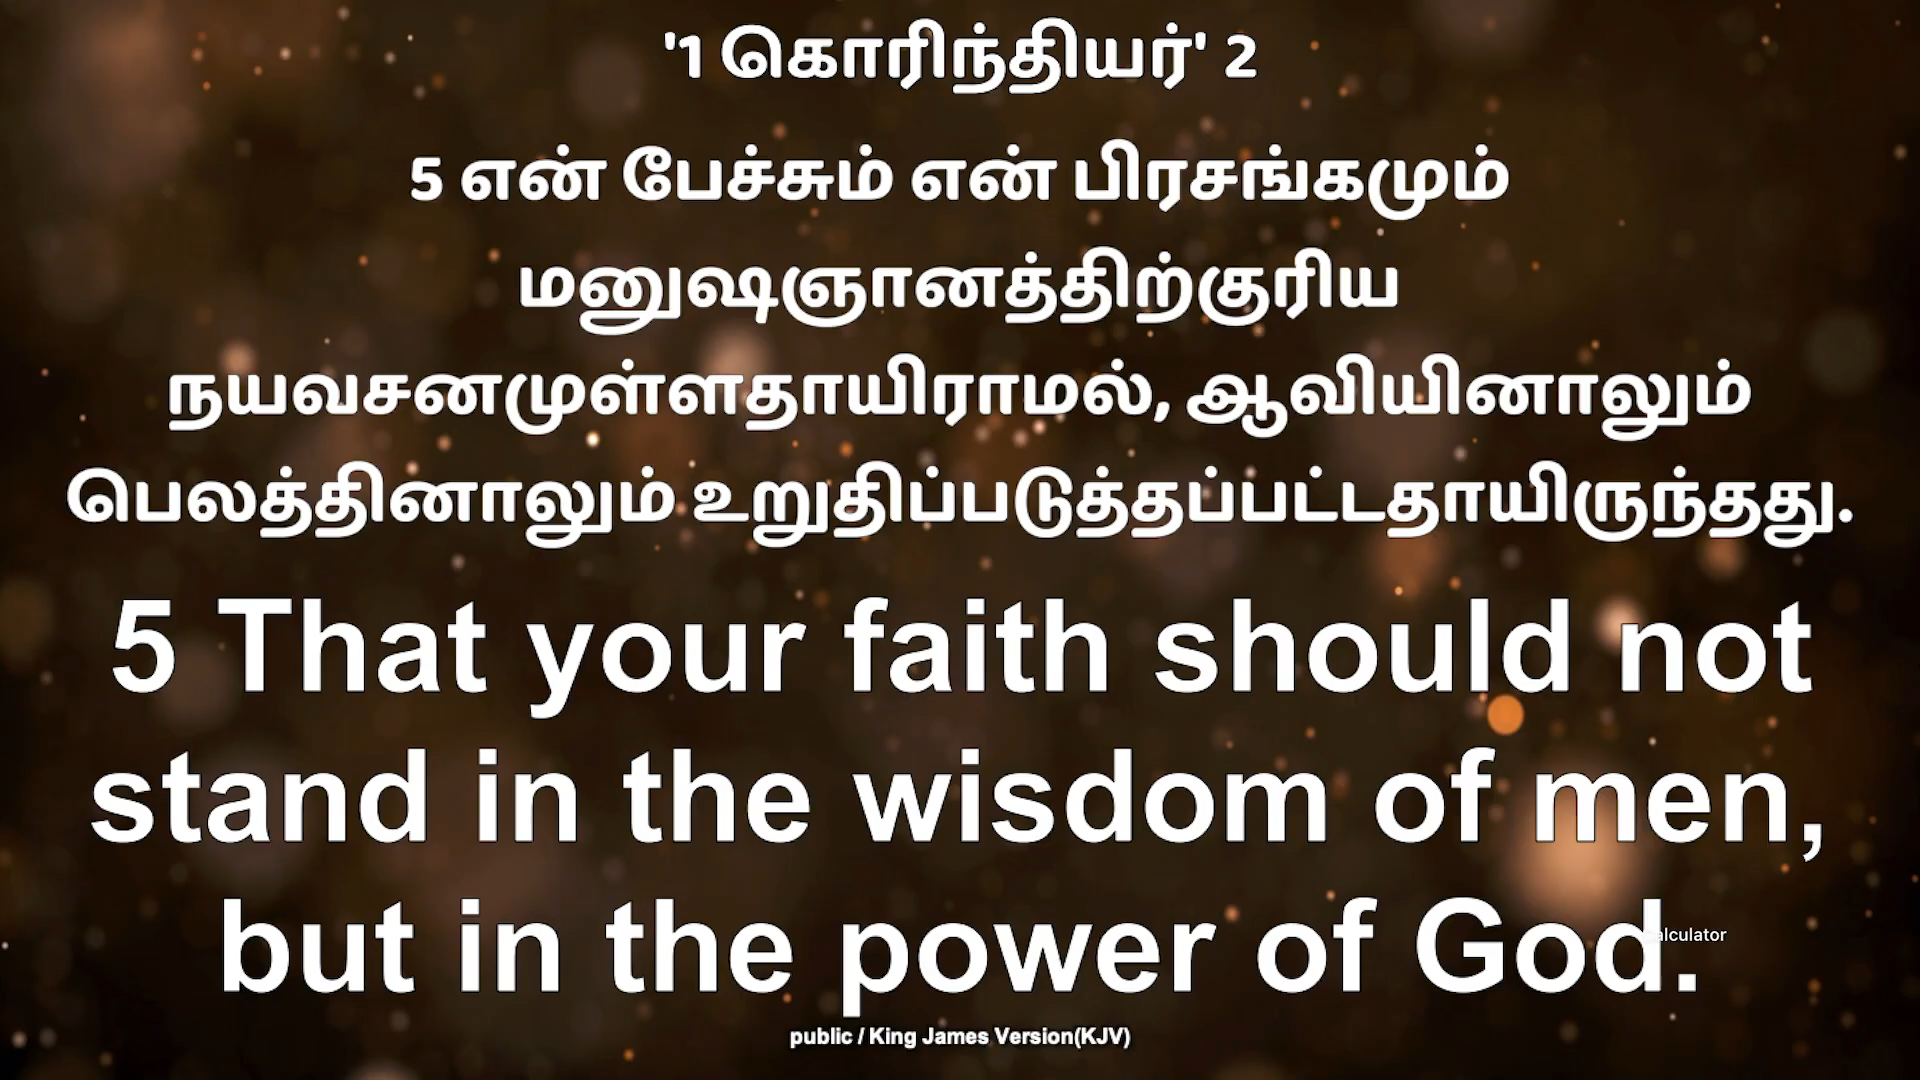 '1 கொரிந்தியர்' 2
5 என் பேச்சும் என் பிரசங்கமும்
மனுஷஞானத்திற்குரிய
நயவசனமுள்ளதாயிராமல், ஆவியினாலும்
பெலத்தினாலும் உறுதிப்படுத்தப்பட்டதாயிருந்தது.
5 That your faith should not
stand in the wisdom of men,
but in the power of God.
alculator
public / King James Version(KJV)